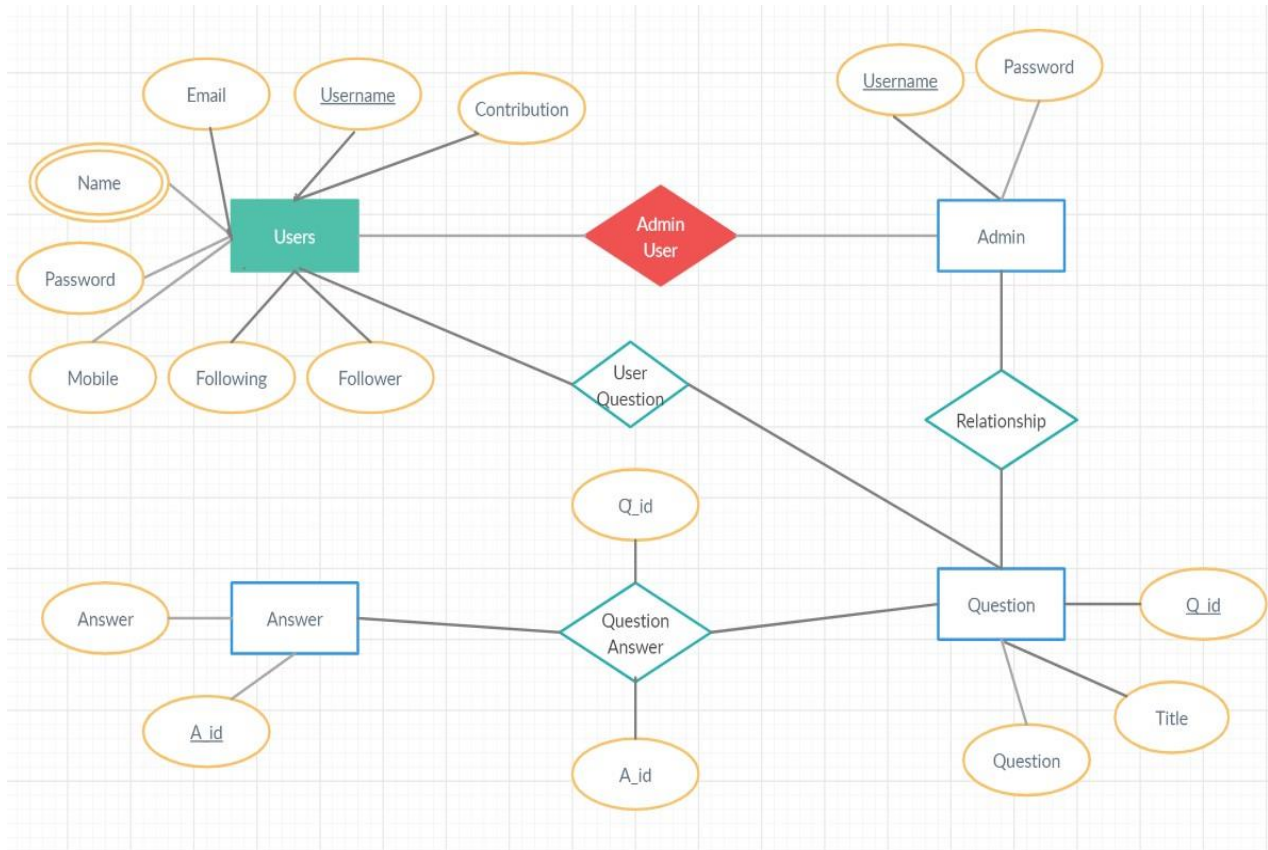 Email
Username
Contribution
Username
Password
Name
Users
Admin
User
Admin
Password
Mobile
Following
Follower
User
Question
Relationship
Q_id
Answer
Answer
Question
Answer
Question
Q_id
A_id
Title
A_id
Question